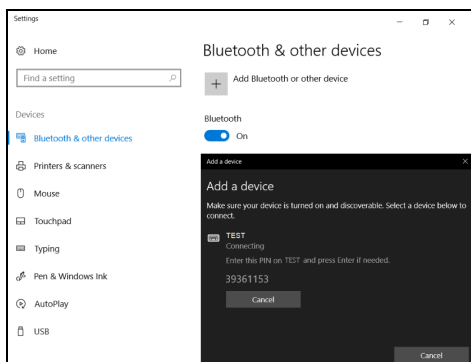 Settings
Home
Find a setting
Devices
Bluetooth & other devices
Printers & scanners
Mouse
Touchpad
Typing
Pen & Windows Ink
AutoPlay
USB
Bluetooth & other devices
Add Bluetooth or other device
Bluetooth
On
Add a device
Add a device
Make sure your device is turned on and discoverable. Select a device below to
connect.
TEST
Connecting
Enter this PIN on TEST and press Enter if needed.
39361153
Cancel
Cancel